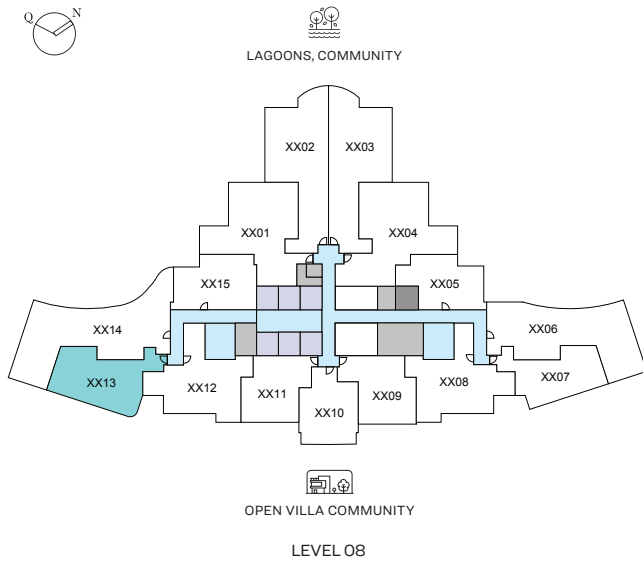 Q N
LAGOONS, COMMUNITY
XX02 XX03
XX01 XX04
XX15 XX05
XX14 XX06
XX13 XX12 XX11 XX10 XX09 XX08 XX07
OPEN VILLA COMMUNITY
LEVEL 08